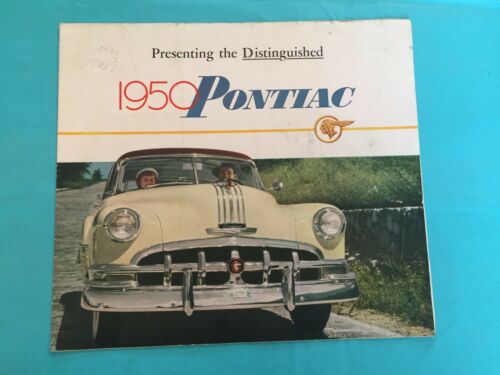 Presenting the Distinguished
1950 PONTIAC